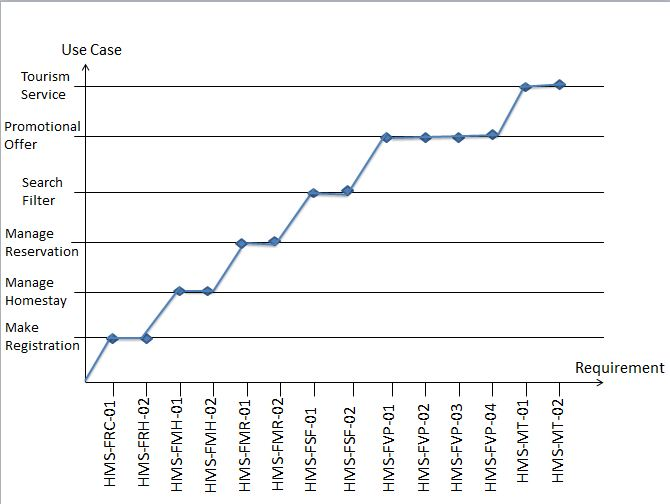 Use Case
Tourism
Service
Promotional
Offer
Search
Filter
Manage
Reservation
Manage
Homestay
Make
Registration
Requirement
HMS-FRC-01
HMS-FRH-02
HMS-FMH-01
HMS-FMH-02
HMS-FMR-01
HMS-FMR-02
HMS-FSF-01
HMS-FSF-02
HMS-FVP-01
HMS-FVP-02
HMS-FVP-03
HMS-FVP-04
HMS-MT-01
HMS-MT-02